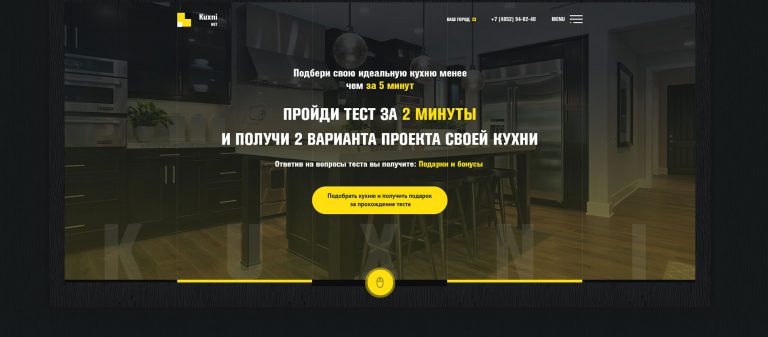 Kuxni
NET
ВАШ ГОРОД
+7 (4852) 34-62-40
MENU
Подбери свою идеальную кухню менее
чем за 5 минут
ПРОЙДИ ТЕСТ ЗА 2 МИНУТЫ
И ПОЛУЧИ 2 ВАРИАНТА ПРОЕКТА СВОЕЙ КУХНИ
Ответив на вопросы теста вы получите: Подарки и бонусы
Подобрать кухню и получить подарок
за прохождение теста
KUXNI